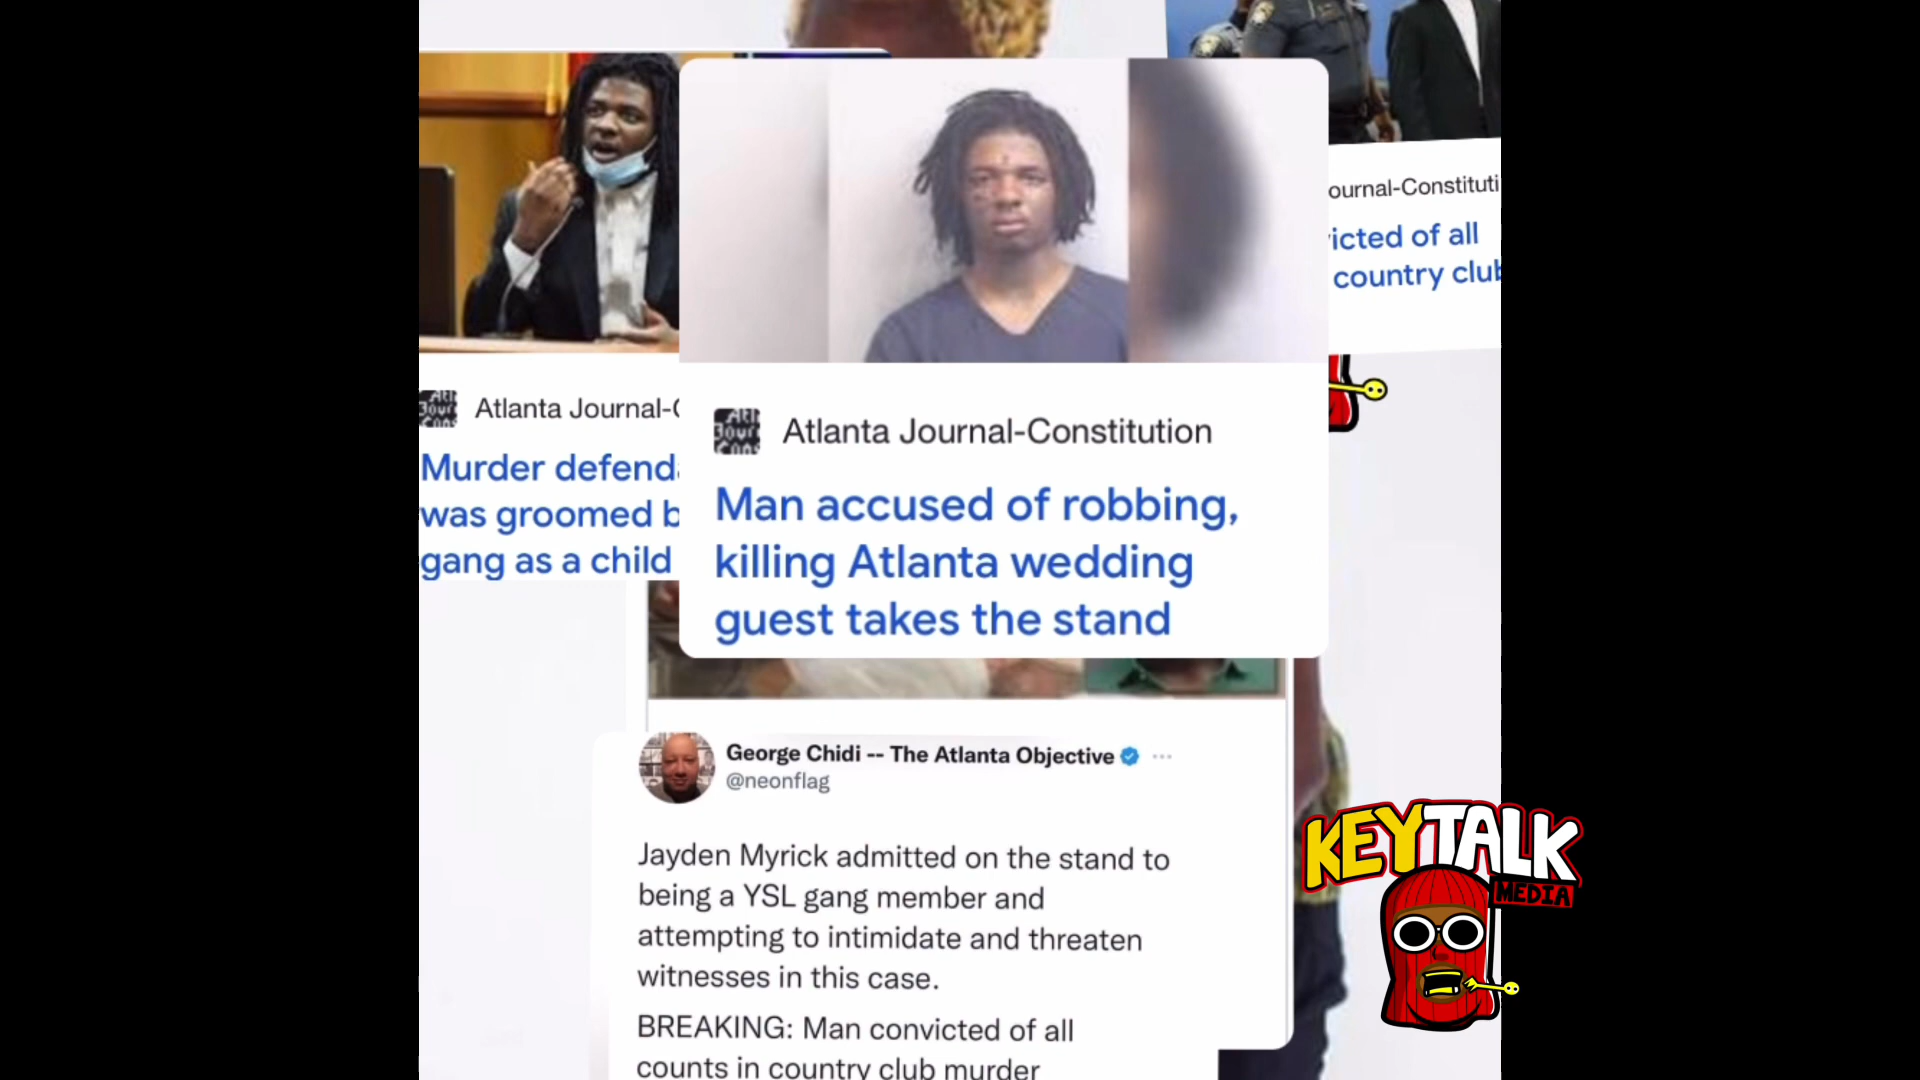 Atlanta Journal-C
Murder defend
was groomed b
gang as a child
Atlanta Journal-Constitution
Man accused of robbing,
killing Atlanta wedding
guest takes the stand
ournal-Constituti
icted of all
country club
George Chidi -- The Atlanta Objective
@neonflag
Jayden Myrick admitted on the stand to
being a YSL gang member and
attempting to intimidate and threaten
witnesses in this case.
BREAKING: Man convicted of all
counts in country club murder
KEYTALK
MEDIA